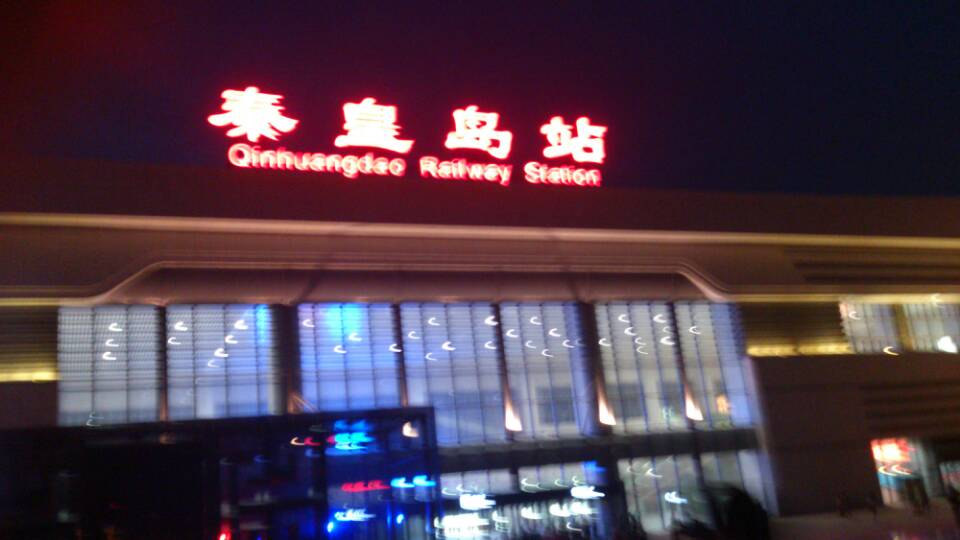 秦皇岛站
Qinhuangdao Railway Station